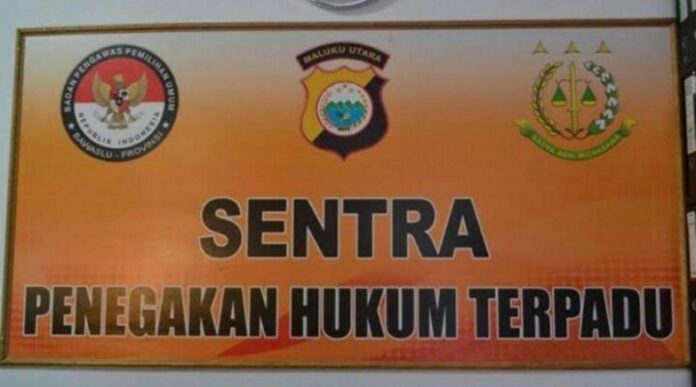 BADAN PENGAWAS PEMILIHAN UMUM
REPUBLIK INDONESIA
BAWASLU - PROVINSI
MALUKU UTARA
SATYA ADHI WICAKSANA
SENTRA
PENEGAKAN HUKUM TERPADU